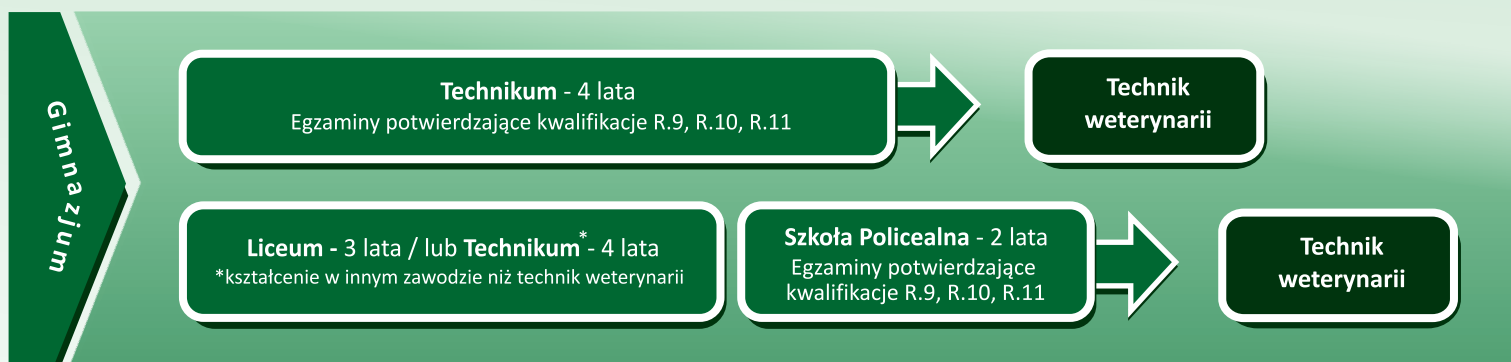 Gimnazjum
Technikum - 4 lata
Egzaminy potwierdzające kwalifikacje R.9, R.10, R.11
Technik
weterynarii
Liceum - 3 lata / lub Technikum*- 4 lata
*kształcenie w innym zawodzie niż technik weterynarii
Szkoła Policealna - 2 lata
Egzaminy potwierdzające
kwalifikacje R.9, R.10, R.11
Technik
weterynarii